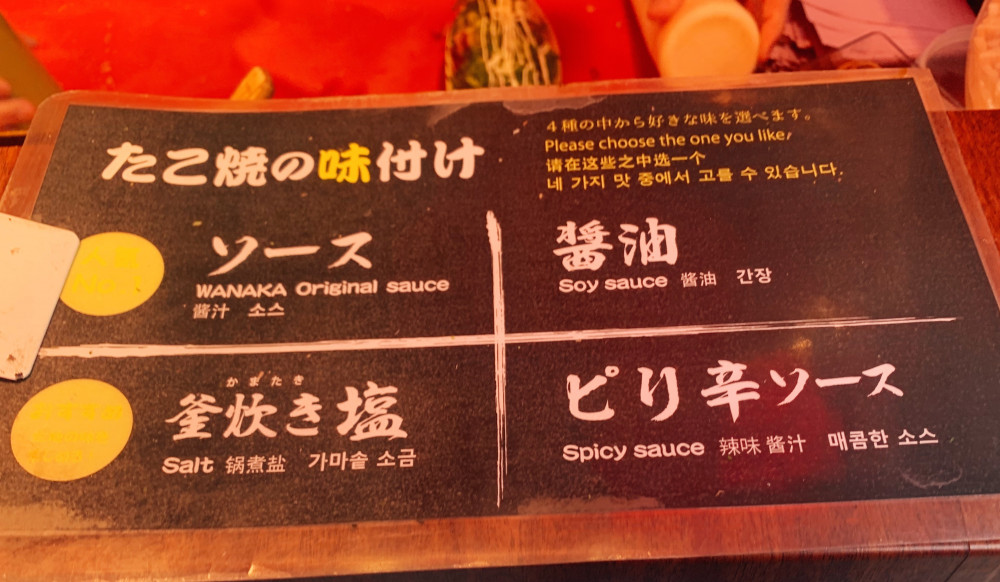 たこ焼の味付け
4種の中から好きな味を選べます。
Please choose the one you like,
请在这些之中选一个
네 가지 맛 중에서 고를 수 있습니다.
ソース
WANAKA Original sauce
酱汁 소스
醤油
Soy sauce 酱油 간장
かまたき
釜炊き塩
Salt 锅煮盐 가마솥 소금
ピリ辛ソース
Spicy sauce 辣味 酱汁 매콤한 소스